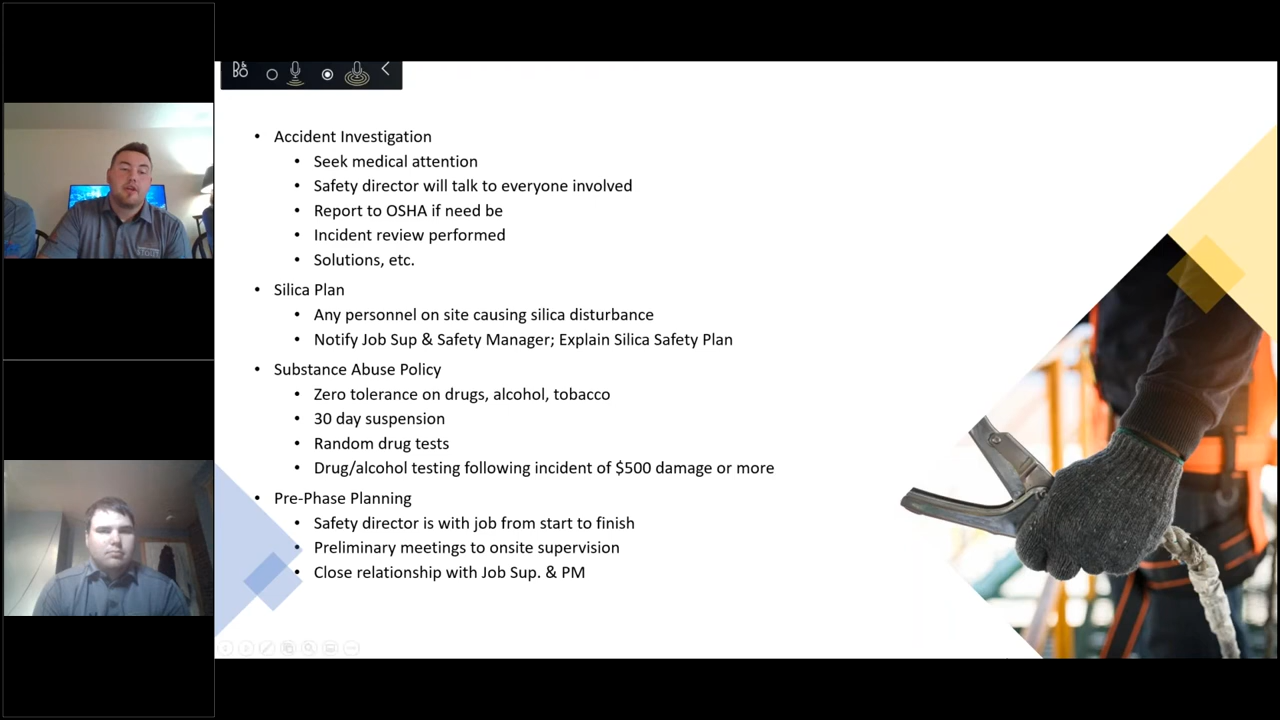 Accident Investigation
Seek medical attention
Safety director will talk to everyone involved
Report to OSHA if need be
Incident review performed
Solutions, etc.
Silica Plan
Any personnel on site causing silica disturbance
Notify Job Sup & Safety Manager; Explain Silica Safety Plan
Substance Abuse Policy
Zero tolerance on drugs, alcohol, tobacco
30 day suspension
Random drug tests
Drug/alcohol testing following incident of $500 damage or more
Pre-Phase Planning
Safety director is with job from start to finish
Preliminary meetings to onsite supervision
Close relationship with Job Sup. & PM